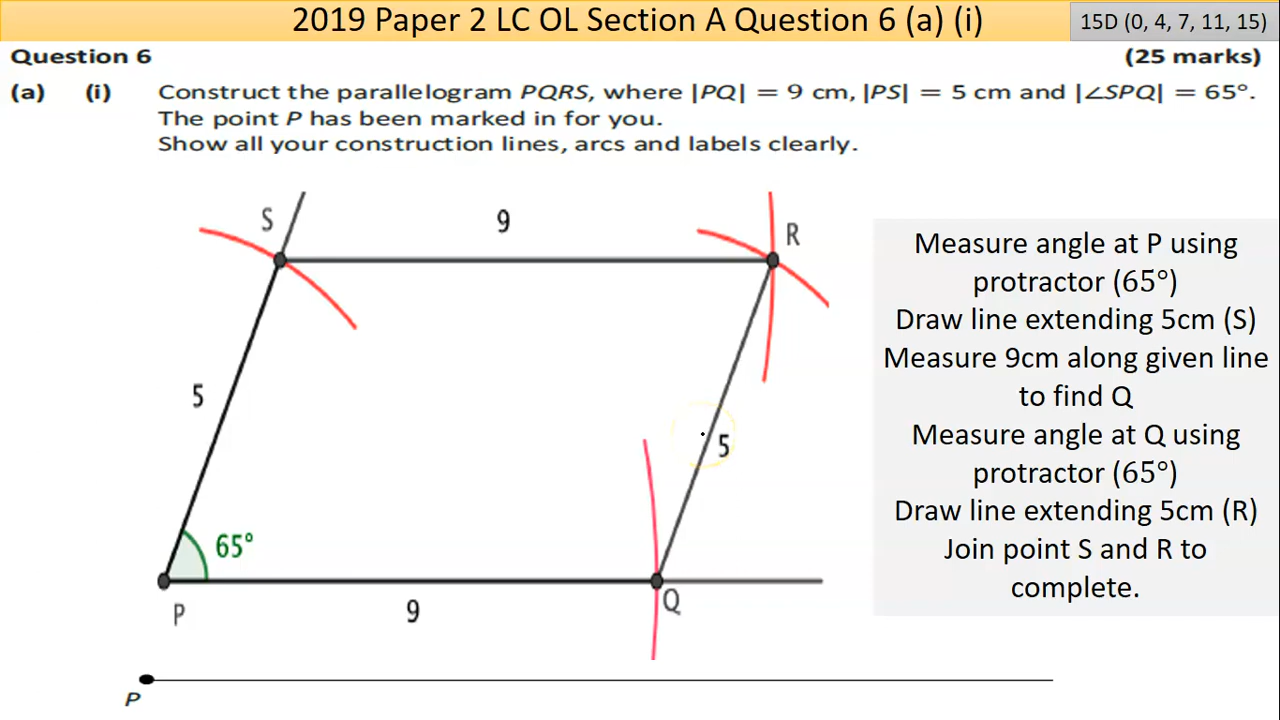 2019 Paper 2 LC OL Section A Question 6 (a) (i)
15D (0, 4, 7, 11, 15)
Question 6
(25 marks)
(a) (i) Construct the parallelogram PQRS, where |PQ| = 9 cm, |PS| = 5 cm and |∠SPQ| = 65°.
The point P has been marked in for you.
Show all your construction lines, arcs and labels clearly.
S
9
R
5
5
65°
P
9
Q
Measure angle at P using
protractor (65°)
Draw line extending 5cm (S)
Measure 9cm along given line
to find Q
Measure angle at Q using
protractor (65°)
Draw line extending 5cm (R)
Join point S and R to
complete.
P